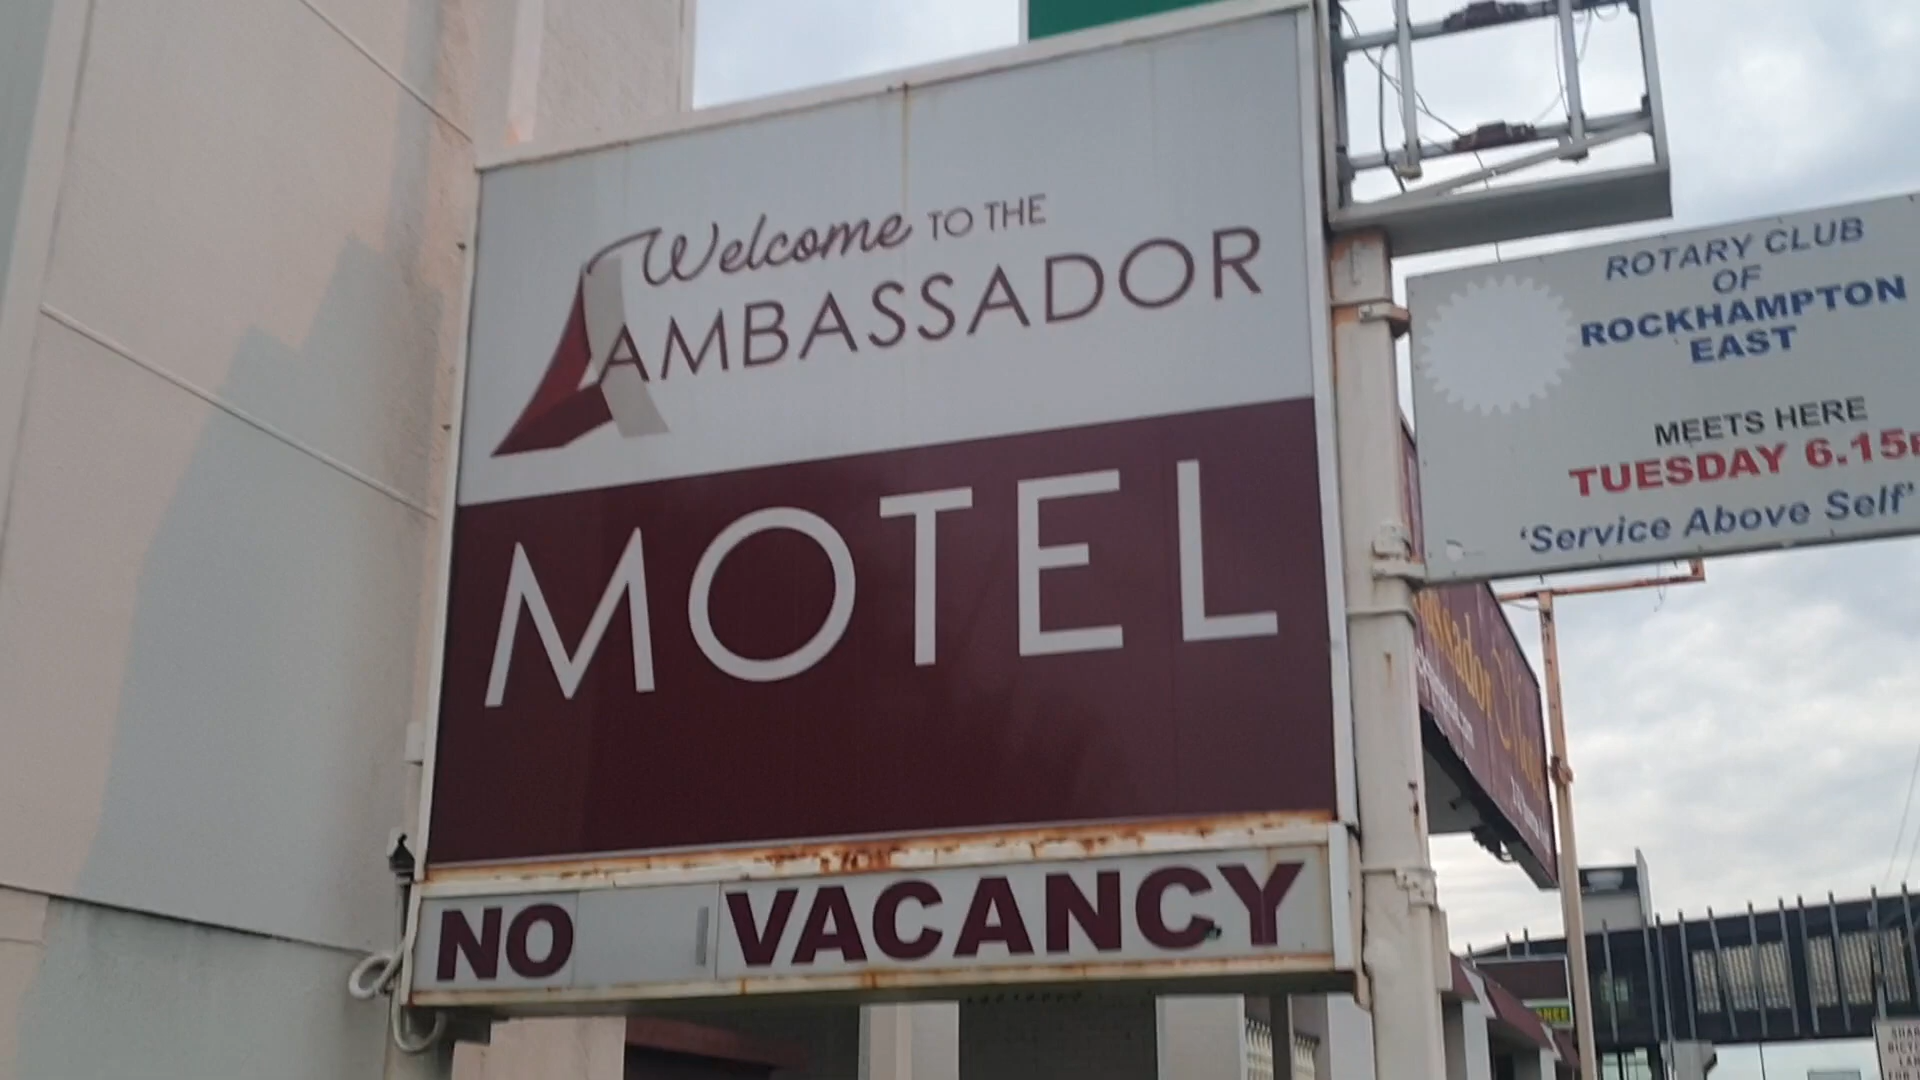 Welcome TO THE
AMBASSADOR
MOTEL
NO VACANCY
ROTARY CLUB
OF
ROCKHAMPTON
EAST
MEETS HERE
TUESDAY 6.15
'Service Above Self'